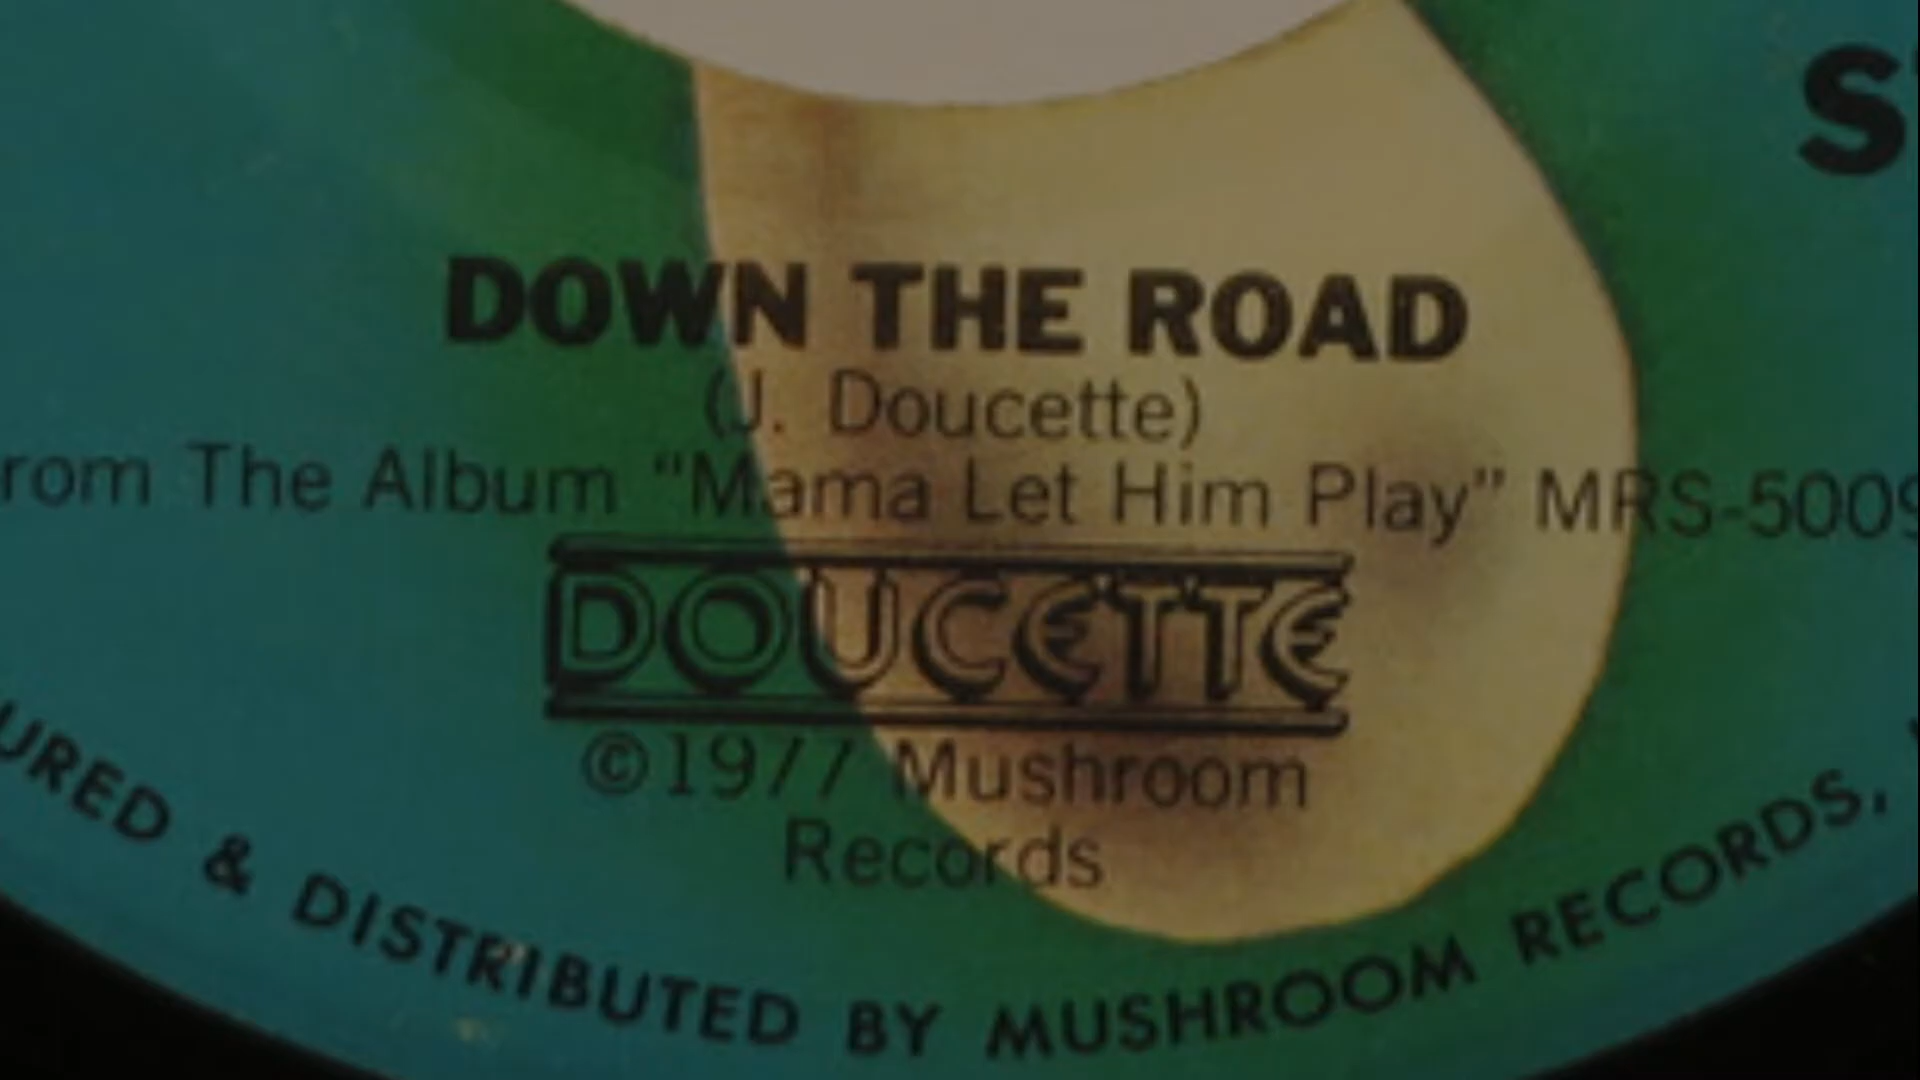 DOWN THE ROAD
(J. Doucette)
rom The Album "Mama Let Him Play" MRS-5009
DOUCETTE
©1977 Mushroom
Records
URED & DISTRIBUTED BY MUSHROOM RECORDS,